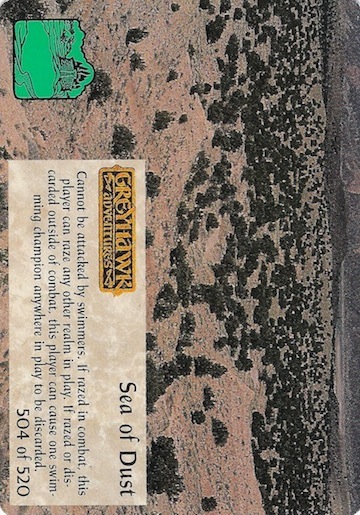 GREYHAWK
adventures
Sea of Dust
Cannot be attacked by swimmers. If razed in combat, this
player can raze any other realm in play. If razed or dis-
carded outside of combat, this player can cause one swim-
ming champion anywhere in play to be discarded.
504 of 520